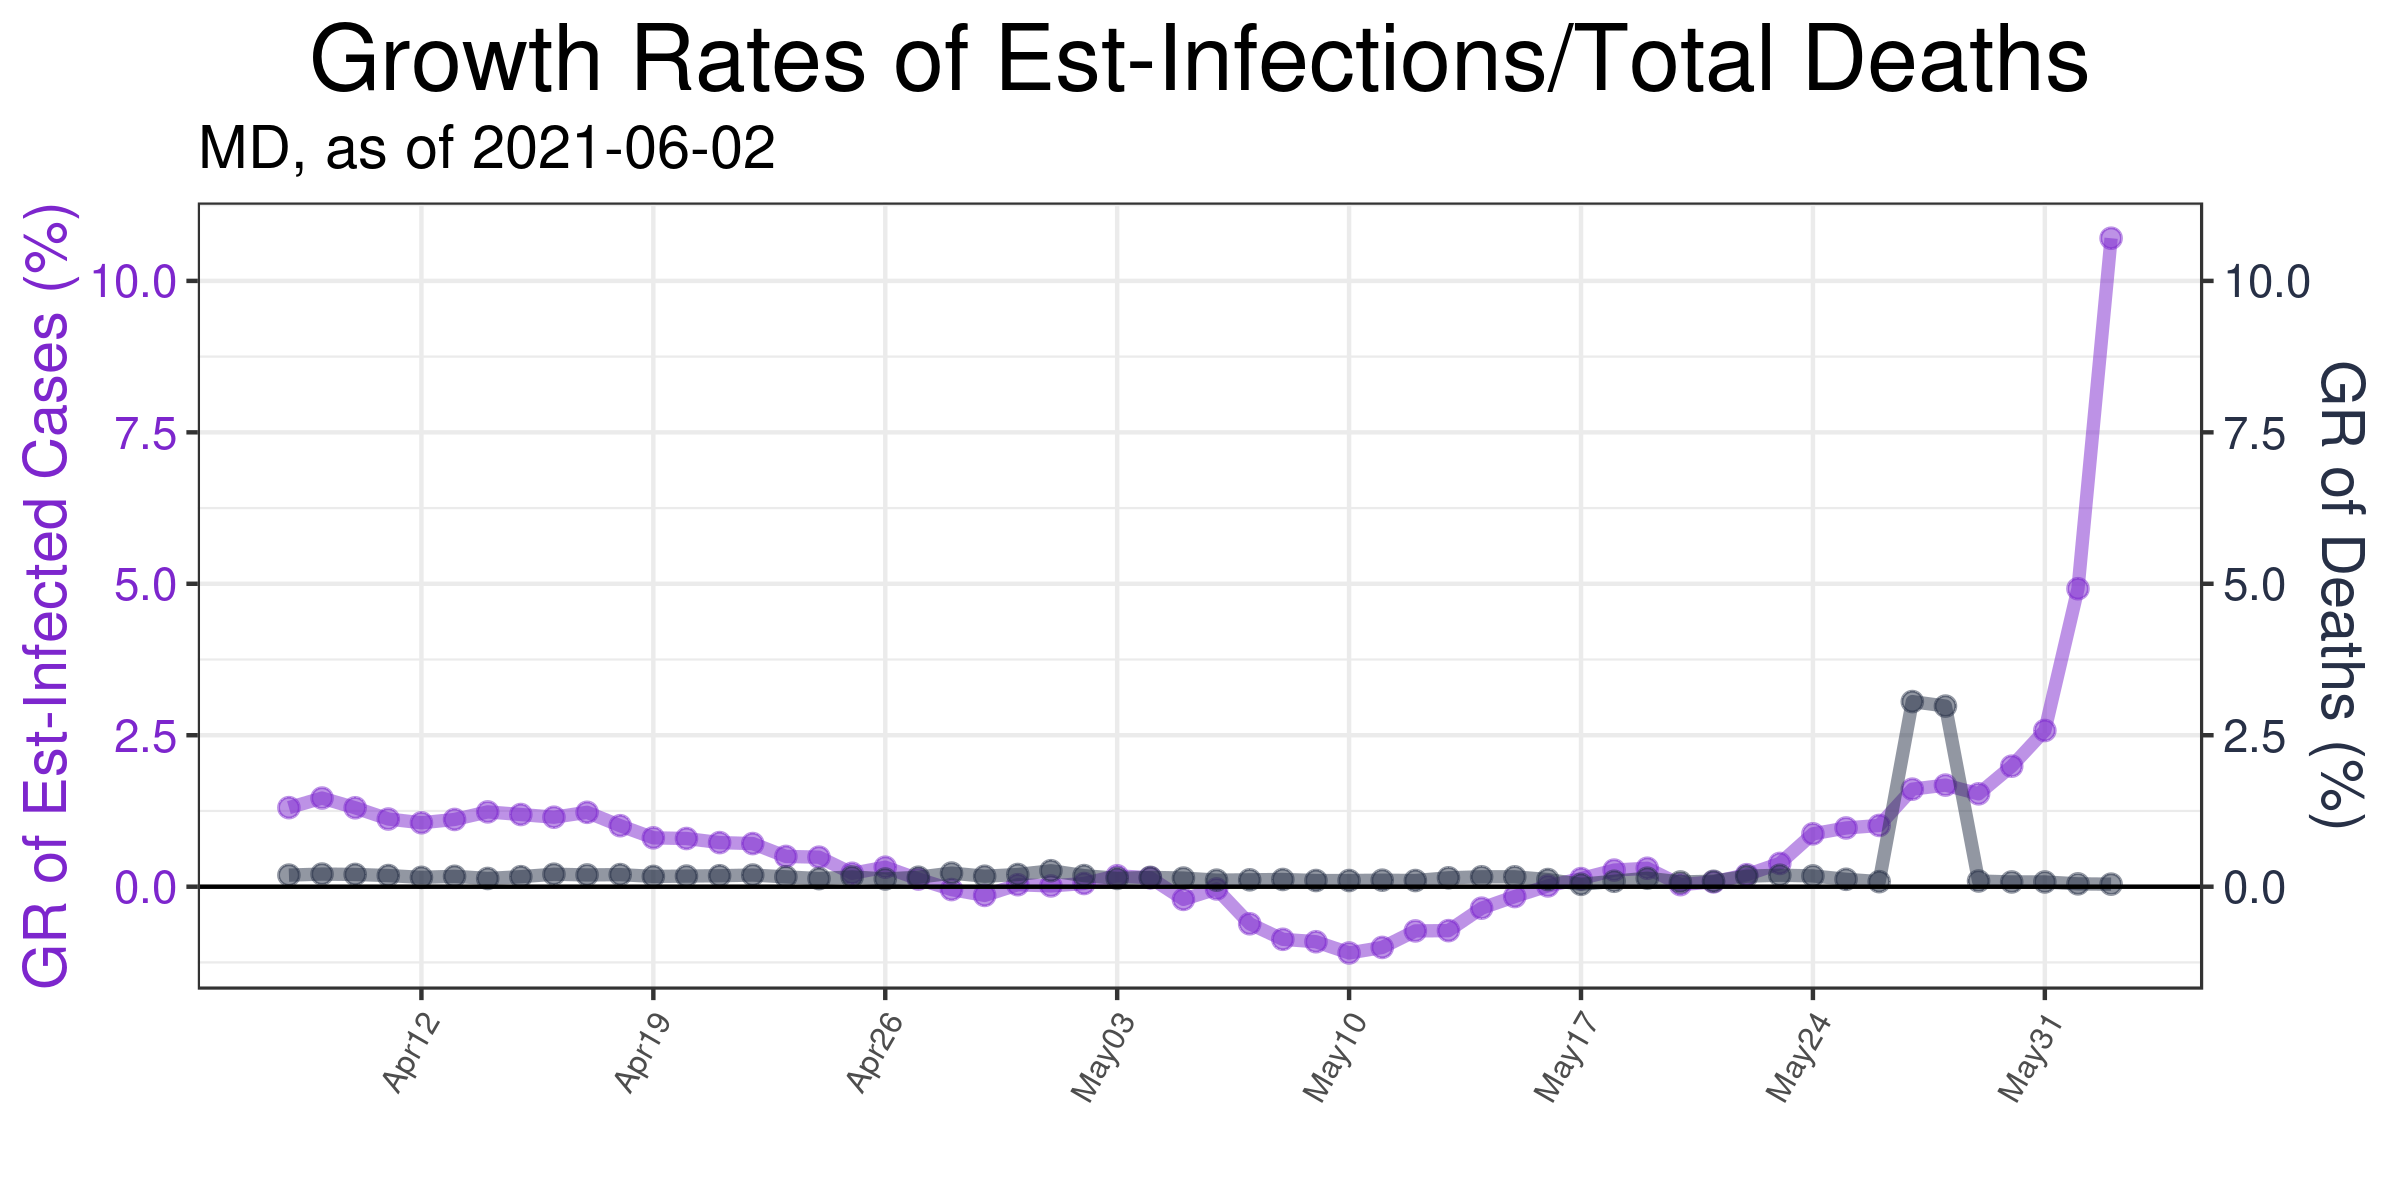 Growth Rates of Est-Infections/Total Deaths
MD, as of 2021-06-02
GR of Est-Infected Cases (%)
10.0
7.5
5.0
2.5
0.0
10.0
7.5
5.0
2.5
0.0
GR of Deaths (%)
Apr12
Apr19
Apr26
May03
May10
May17
May24
May31